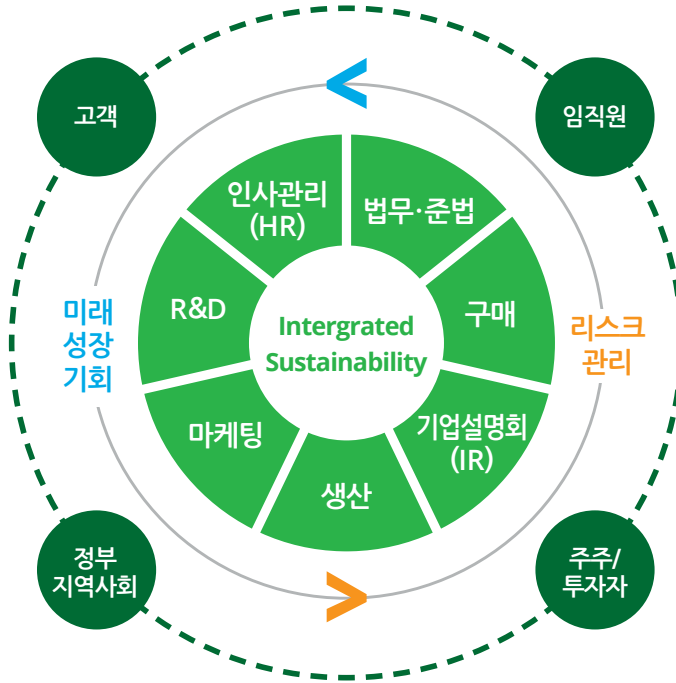 고객
임직원
인사관리
(HR)
법무·준법
R&D
구매
미래
성장
기회
Intergrated
Sustainability
리스크
관리
마케팅
기업설명회
(IR)
생산
정부
지역사회
주주/
투자자